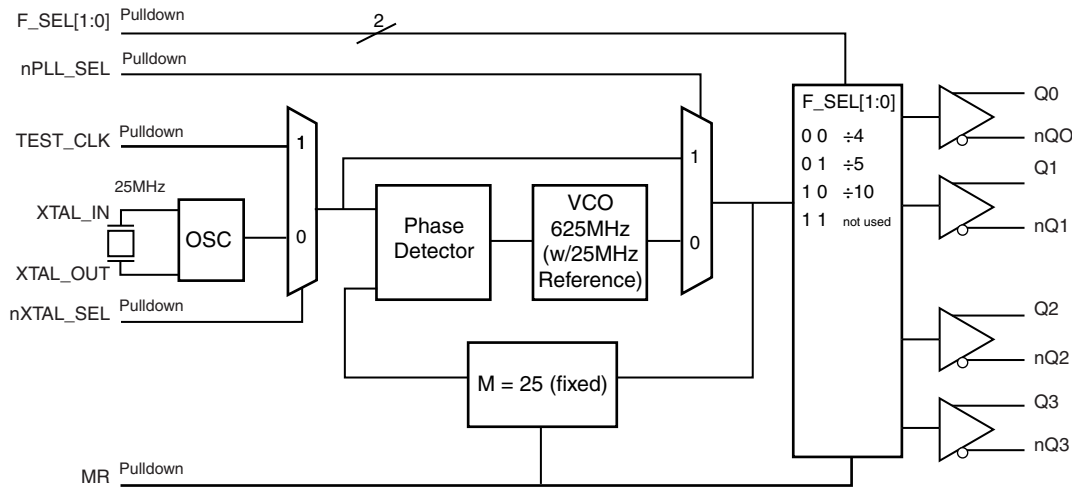 F_SEL[1:0] Pulldown
2
nPLL_SEL Pulldown
TEST_CLK Pulldown
25MHz
XTAL_IN
OSC
XTAL_OUT
nXTAL_SEL Pulldown
1
0
Phase
Detector
VCO
625MHz
(w/25MHz
Reference)
1
0
M = 25 (fixed)
MR Pulldown
F_SEL[1:0]
0 0 ÷4
0 1 ÷5
1 0 ÷10
1 1 not used
Q0
nQO
Q1
nQ1
Q2
nQ2
Q3
nQ3